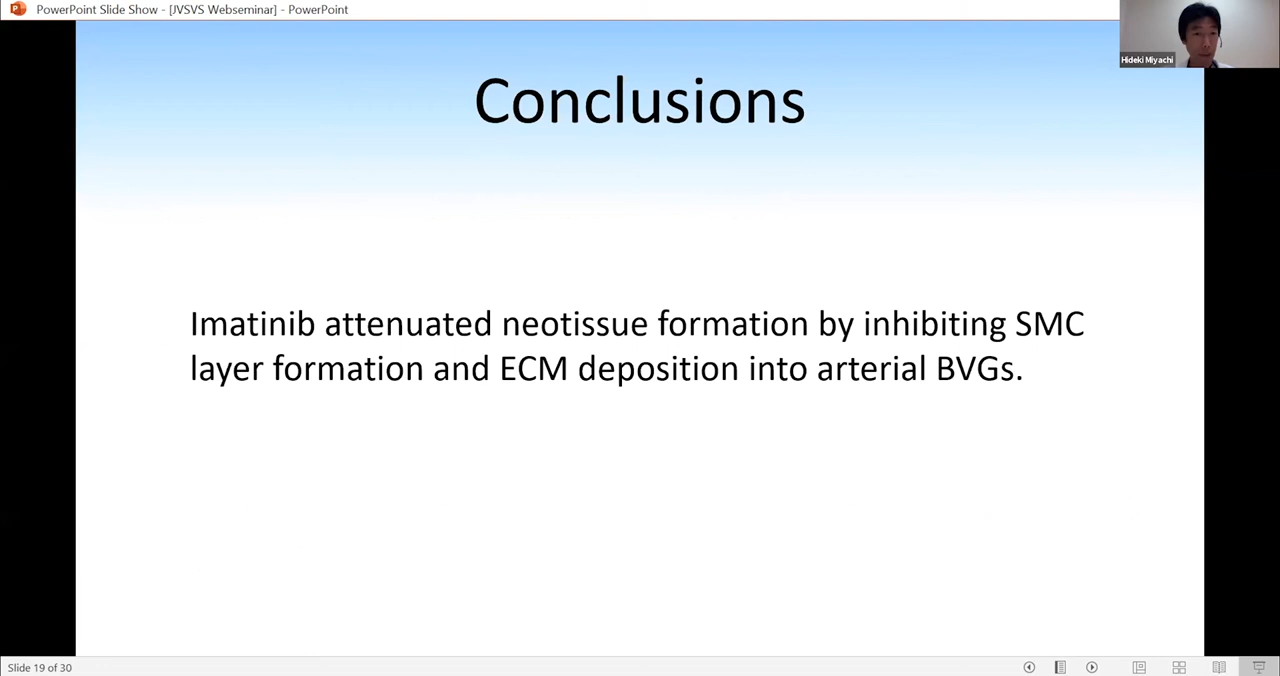 PowerPoint Slide Show - [JVSVS Webseminar] - PowerPoint
Hideki Miyachi
Conclusions
Imatinib attenuated neotissue formation by inhibiting SMC
layer formation and ECM deposition into arterial BVGs.
Slide 19 of 30